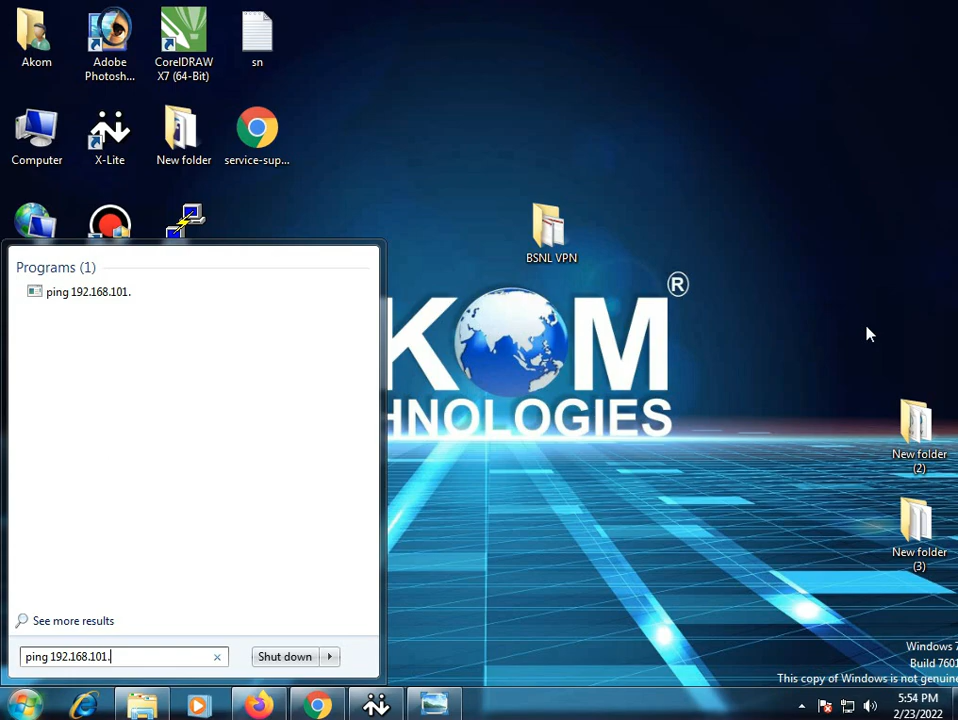 Akom
Adobe
Photosh...
CorelDRAW
X7 (64-Bit)
sn
Computer
X-Lite
New folder
service-sup...
BSNL VPN
Programs (1)
ping 192.168.101.
R
KOM
HNOLOGIES
New folder
(2)
New folder
(3)
See more results
ping 192.168.101.
Shut down
Windows 7
Build 7601
This copy of Windows is not genuine
5:54 PM
2/23/2022